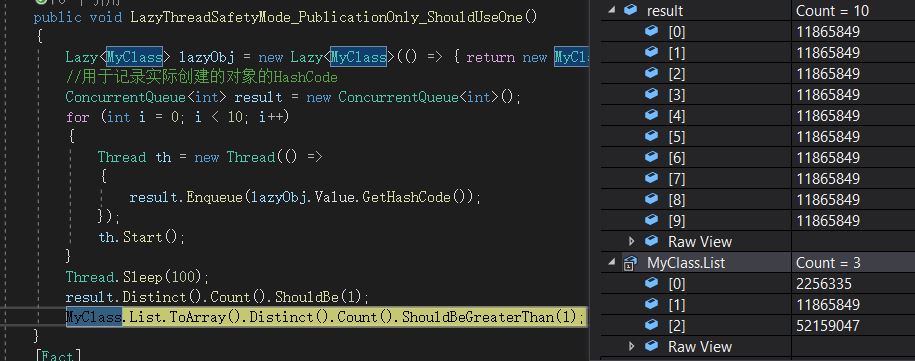 public void LazyThreadSafetyMode_PublicationOnly_ShouldUseOne()
{
Lazy<MyClass> lazyObj = new Lazy<MyClass>(() => { return new MyClas
//用于记录实际创建的对象的HashCode
ConcurrentQueue<int> result = new ConcurrentQueue<int>();
for (int i = 0; i < 10; i++)
{
Thread th = new Thread(() =>
{
result.Enqueue(lazyObj.Value.GetHashCode());
});
th.Start();
}
Thread.Sleep(100);
result.Distinct().Count().ShouldBe(1);
MyClass.List.ToArray().Distinct().Count().ShouldBeGreaterThan(1);
}
[Fact]
result Count = 10
[0] 11865849
[1] 11865849
[2] 11865849
[3] 11865849
[4] 11865849
[5] 11865849
[6] 11865849
[7] 11865849
[8] 11865849
[9] 11865849
Raw View
MyClass.List Count = 3
[0] 2256335
[1] 11865849
[2] 52159047
Raw View